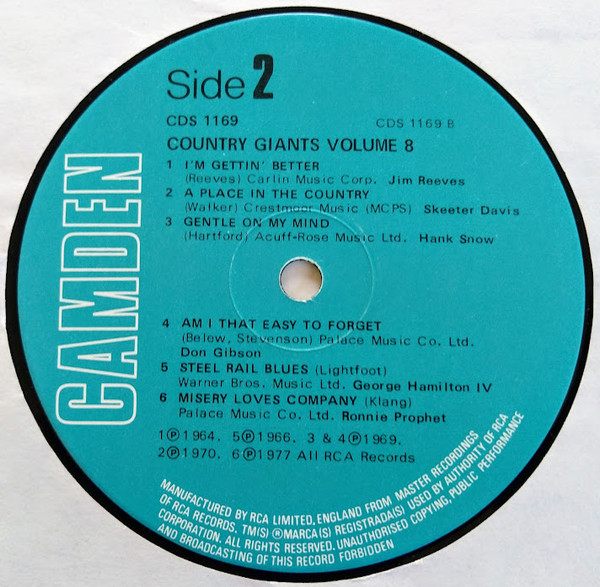 Side 2
CDS 1169 CDS 1169 B
COUNTRY GIANTS VOLUME 8
1 I'M GETTIN' BETTER
(Reeves) Carlin Music Corp. Jim Reeves
2 A PLACE IN THE COUNTRY
(Walker) Crestmoor Music (MCPS) Skeeter Davis
3 GENTLE ON MY MIND
(Hartford) Acuff-Rose Music Ltd. Hank Snow
CAMDEN
4 AM I THAT EASY TO FORGET
(Belew, Stevenson) Palace Music Co. Ltd.
Don Gibson
5 STEEL RAIL BLUES (Lightfoot)
Warner Bros. Music Ltd. George Hamilton IV
6 MISERY LOVES COMPANY (Klang)
Palace Music Co. Ltd. Ronnie Prophet
1℗1964. 5℗1966. 3 & 4℗1969.
2℗1970. 6℗1977 All RCA Records
MANUFACTURED BY RCA LIMITED, ENGLAND FROM MASTER RECORDINGS
OF RCA RECORDS. TM(S) ® MARCA(S) REGISTRADA(S) USED BY AUTHORITY OF RCA
CORPORATION. ALL RIGHTS RESERVED. UNAUTHORISED COPYING, PUBLIC PERFORMANCE
AND BROADCASTING OF THIS RECORD FORBIDDEN